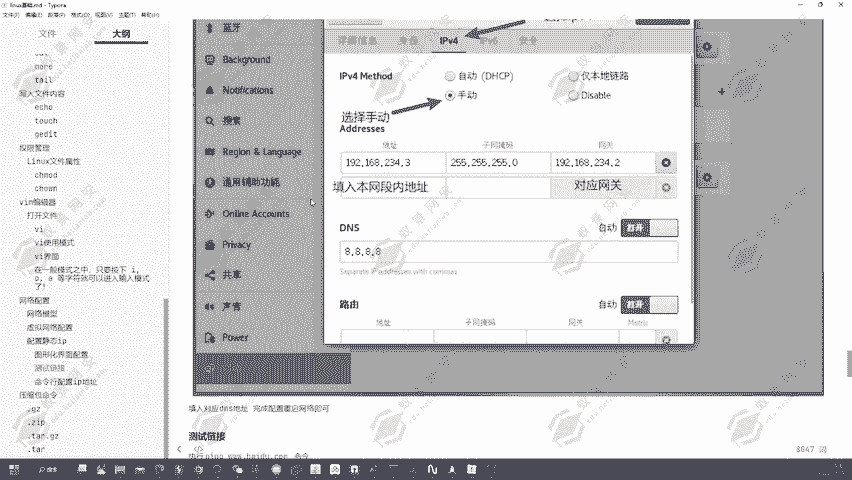 linux基础.md - Typora
文件(F) 编辑(E) 段落(P) 格式(O) 视图(V) 主题(T) 帮助(H)
文件
大纲
more
tail
写入文件内容
echo
touch
gedit
权限管理
Linux文件属性
chmod
chown
vim编辑器
打开文件
vi
vi使用模式
vi界面
在一般模式之中，只要按下 i, o, a 等字符就可以进入输入模式了!
网络配置
网络模型
虚拟网络配置
配置静态ip
图形化界面配置
测试链接
命令行配置ip地址
压缩包命令
.gz
.zip
.tar.gz
.tar
蓝牙
Background
Notifications
搜索
Region & Language
通用辅助功能
Online Accounts
Privacy
共享
声音
Power
详细信息
身份
IPv4
IPv6
安全
IPv4 Method
自动 (DHCP)
仅本地链路
手动
Disable
选择手动
Addresses
地址
子网掩码
网关
192.168.234.3
255.255.255.0
192.168.234.2
填入本网段内地址
对应网关
DNS
自动
打开
8.8.8.8
Separate IP addresses with commas
路由
自动
打开
地址
子网掩码
网关
Metric
填入对应dns地址 完成配置重启网络即可
测试链接
执行ping www.baidu.com 命令
8047 词